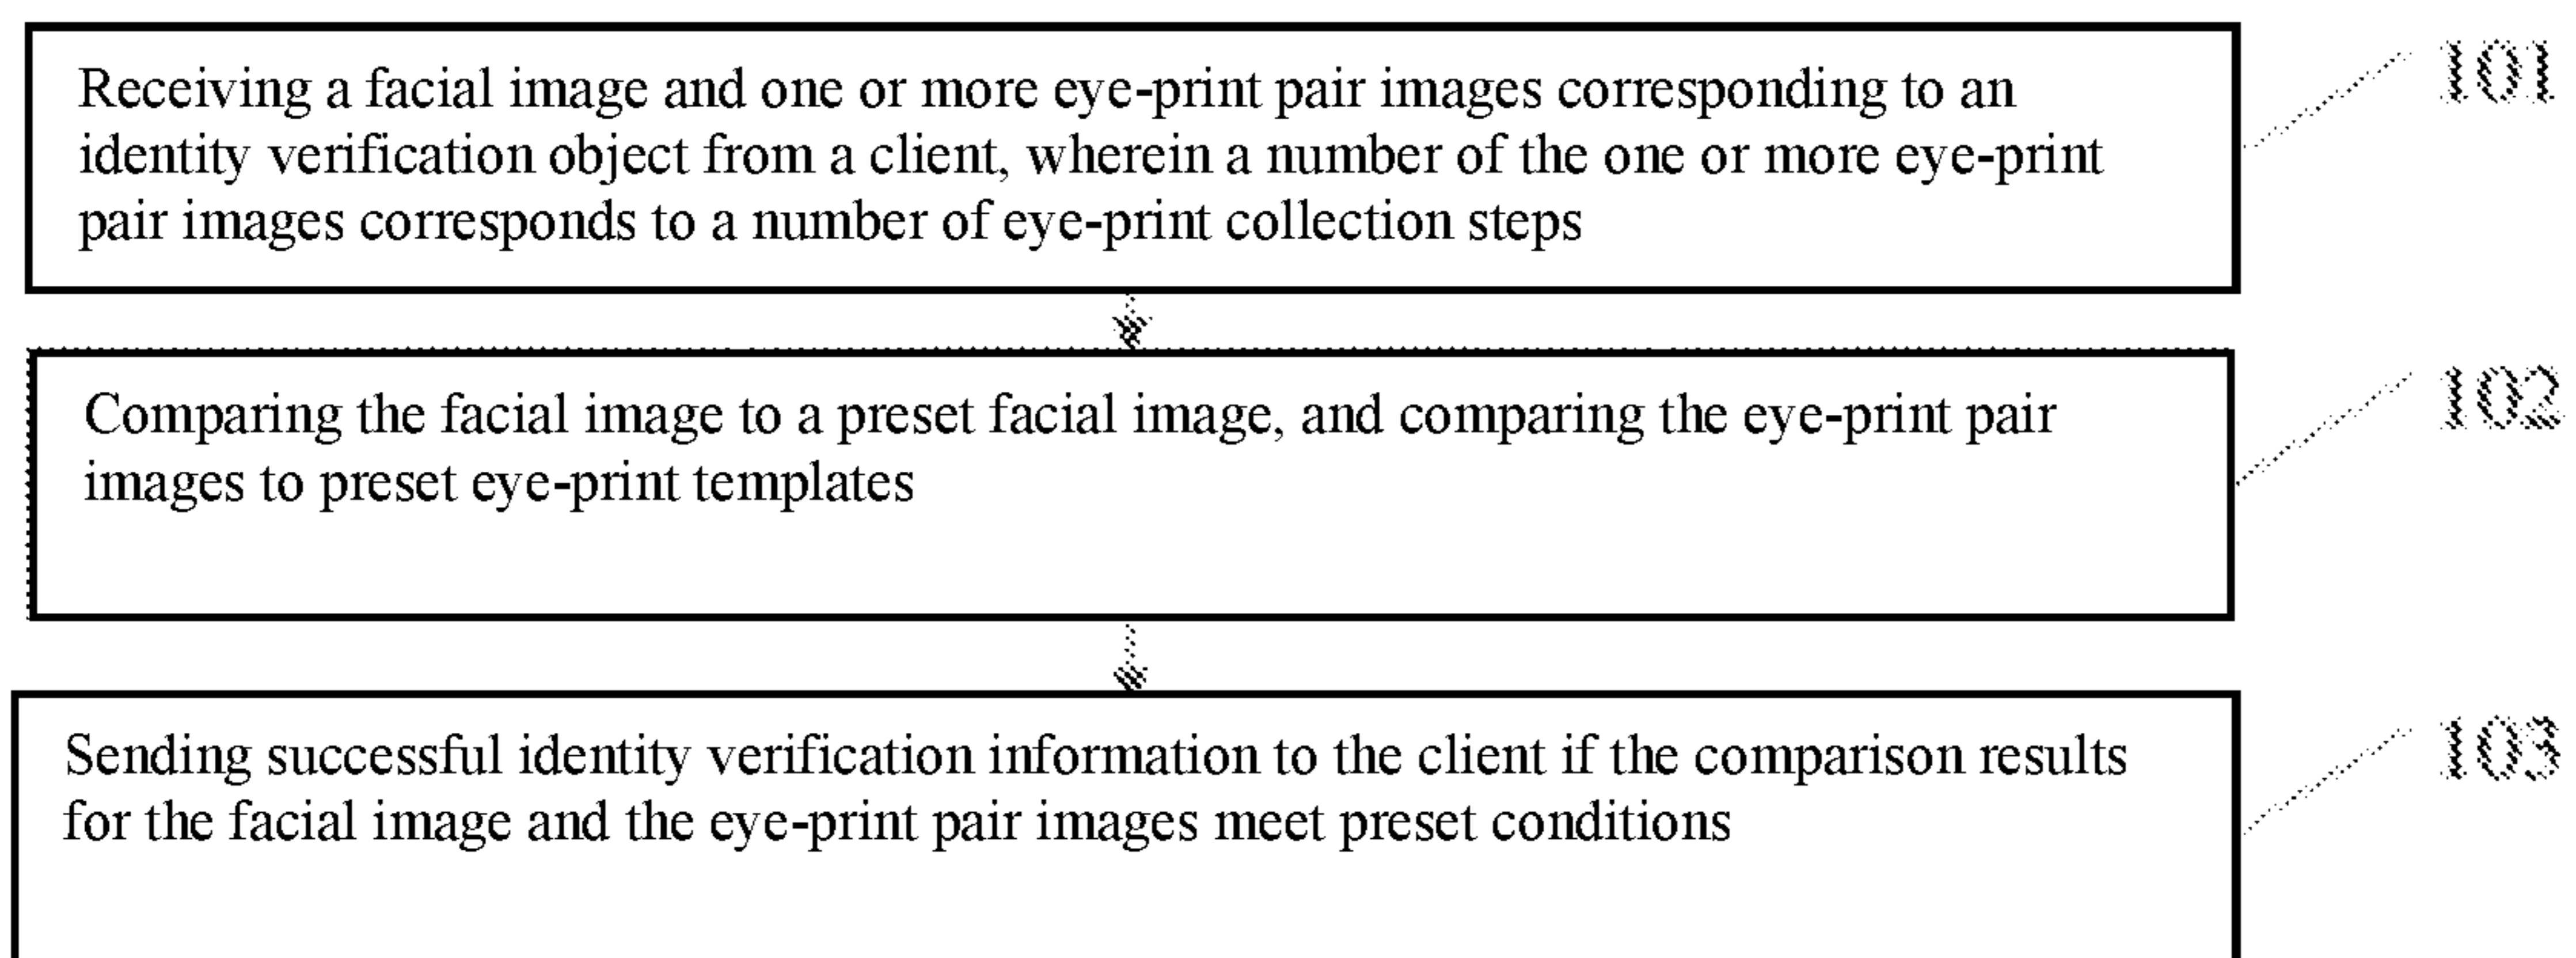 Receiving a facial image and one or more eye-print pair images corresponding to an
identity verification object from a client, wherein a number of the one or more eye-print
pair images corresponds to a number of eye-print collection steps
101
Comparing the facial image to a preset facial image, and comparing the eye-print pair
images to preset eye-print templates
102
Sending successful identity verification information to the client if the comparison results
for the facial image and the eye-print pair images meet preset conditions
103